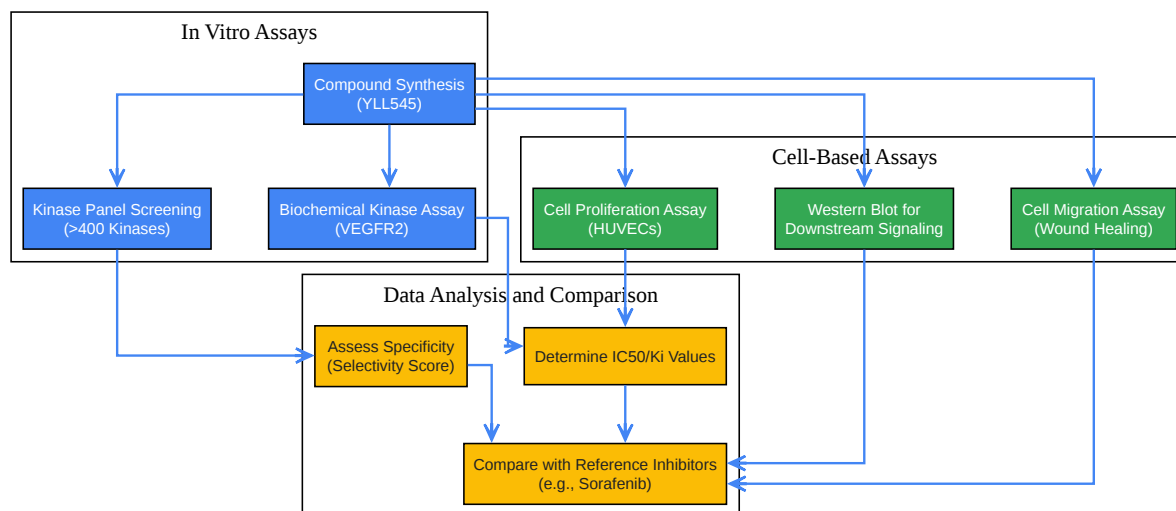 In Vitro Assays
Compound Synthesis
(YLL545)
Cell-Based Assays
Kinase Panel Screening
(>400 Kinases)
Biochemical Kinase Assay
(VEGFR2)
Cell Proliferation Assay
(HUVECs)
Western Blot for
Downstream Signaling
Cell Migration Assay
(Wound Healing)
Data Analysis and Comparison
Assess Specificity
(Selectivity Score)
Determine IC50/Ki Values
Compare with Reference Inhibitors
(e.g., Sorafenib)